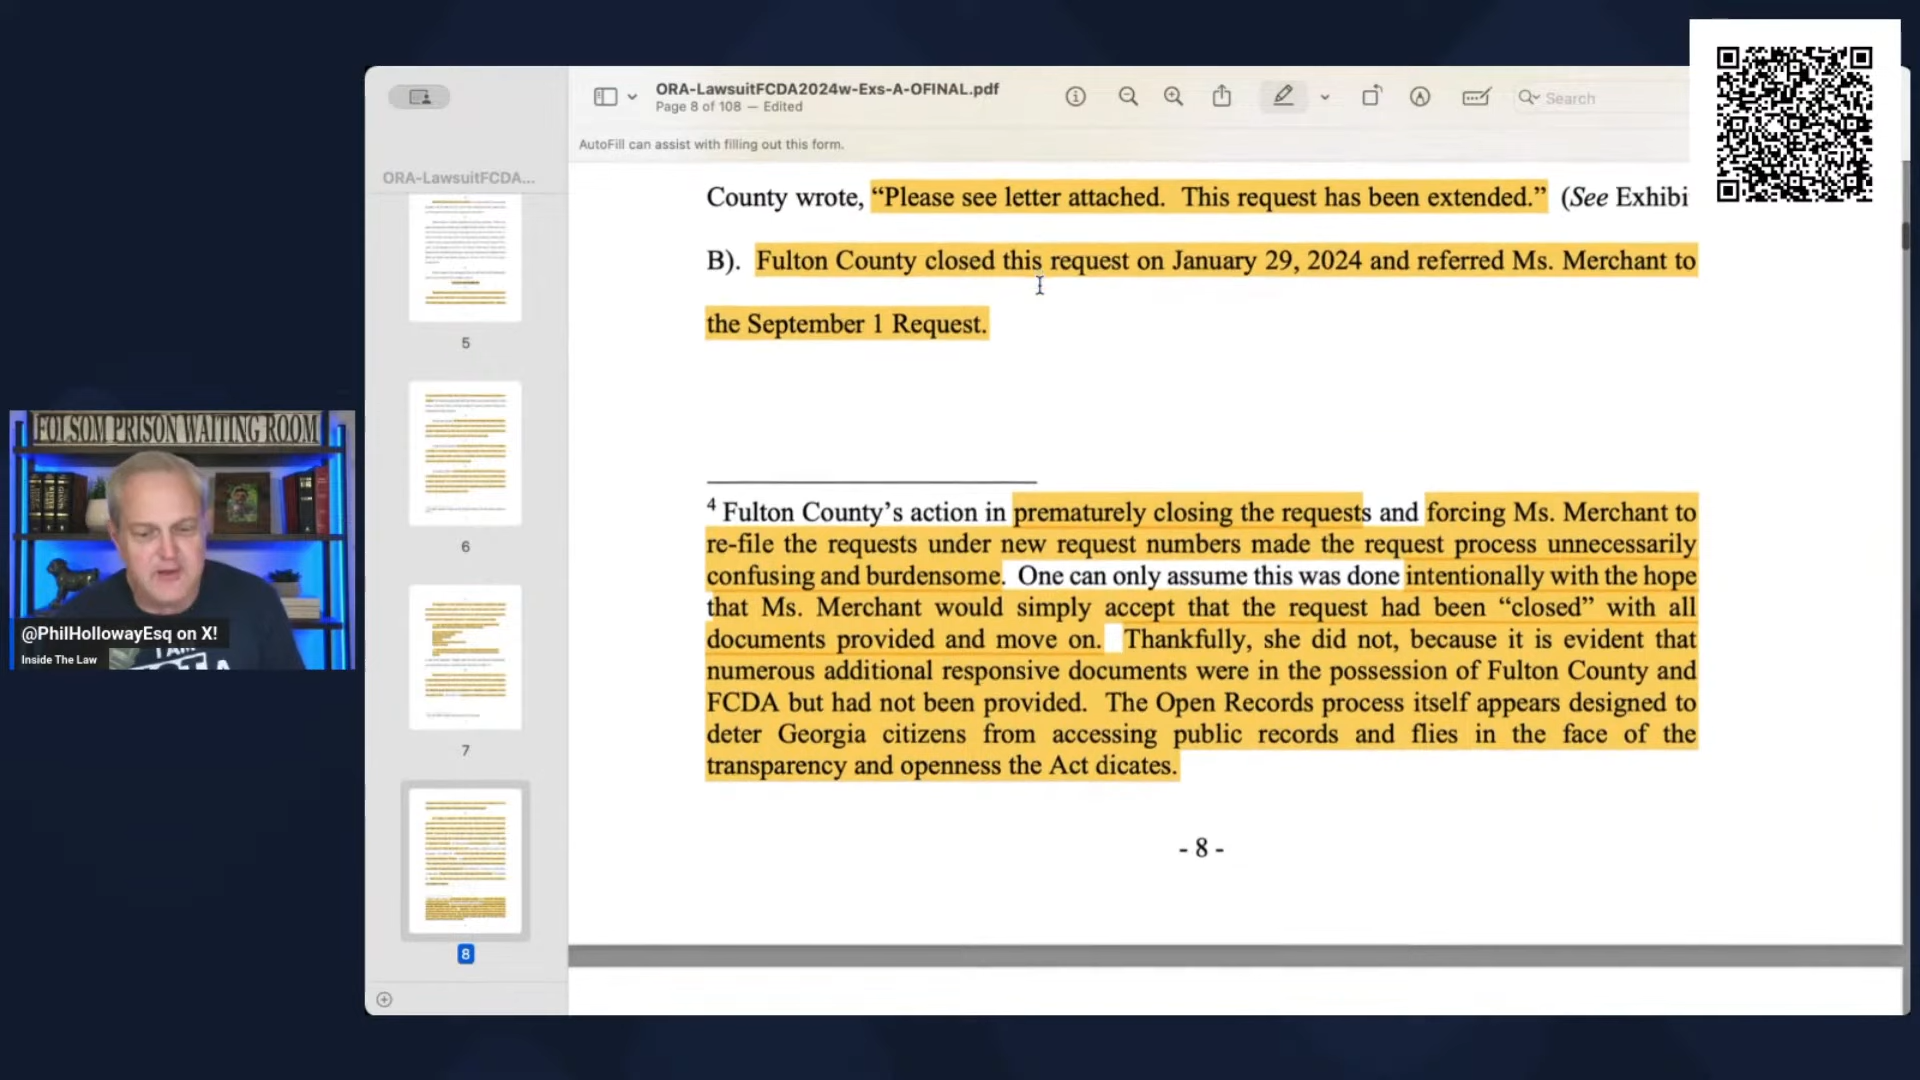 ORA-LawsuitFCDA2024w-Exs-A-OFINAL.pdf
Page 8 of 108 — Edited
Search
AutoFill can assist with filling out this form.
ORA-LawsuitFCDA...
5
6
7
8
County wrote, “Please see letter attached. This request has been extended.” (See Exhibi
B). Fulton County closed this request on January 29, 2024 and referred Ms. Merchant to
the September 1 Request.
4 Fulton County’s action in prematurely closing the requests and forcing Ms. Merchant to
re-file the requests under new request numbers made the request process unnecessarily
confusing and burdensome. One can only assume this was done intentionally with the hope
that Ms. Merchant would simply accept that the request had been “closed” with all
documents provided and move on. Thankfully, she did not, because it is evident that
numerous additional responsive documents were in the possession of Fulton County and
FCDA but had not been provided. The Open Records process itself appears designed to
deter Georgia citizens from accessing public records and flies in the face of the
transparency and openness the Act dicates.
- 8 -
FOLSOM PRISON WAITING ROOM
@PhilHollowayEsq on X!
Inside The Law
I AM